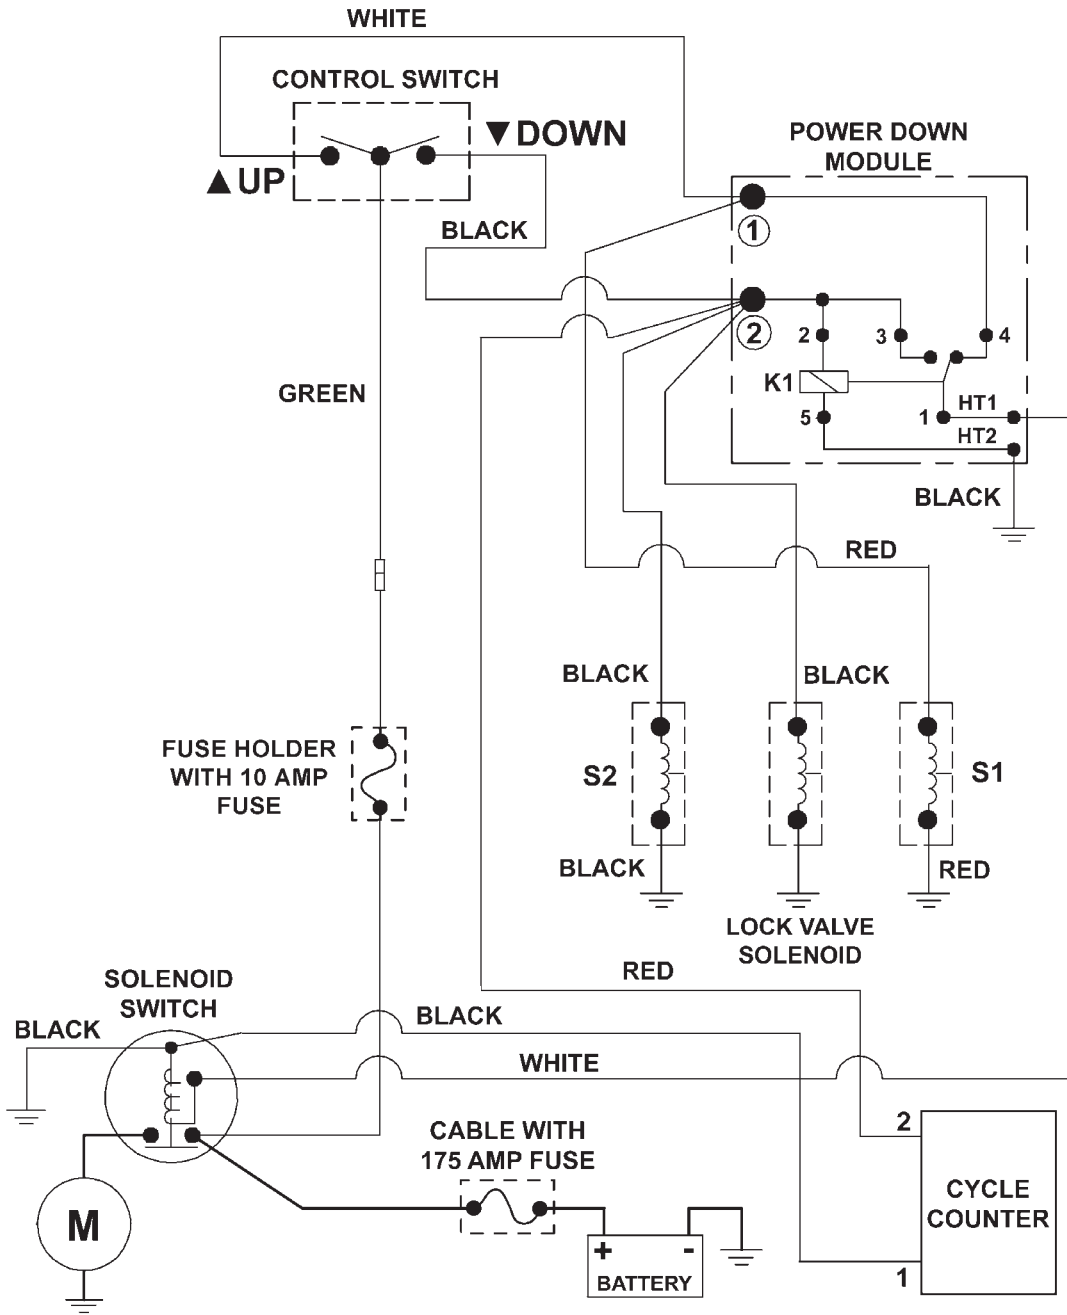 WHITE
CONTROL SWITCH
▼DOWN
▲UP
POWER DOWN
MODULE
BLACK
1
2
2
3
4
K1
5
1
HT1
HT2
GREEN
BLACK
RED
BLACK
BLACK
FUSE HOLDER
WITH 10 AMP
FUSE
S2
S1
BLACK
RED
LOCK VALVE
SOLENOID
RED
SOLENOID
SWITCH
BLACK
BLACK
WHITE
CABLE WITH
175 AMP FUSE
2
CYCLE
COUNTER
1
M
+
-
BATTERY